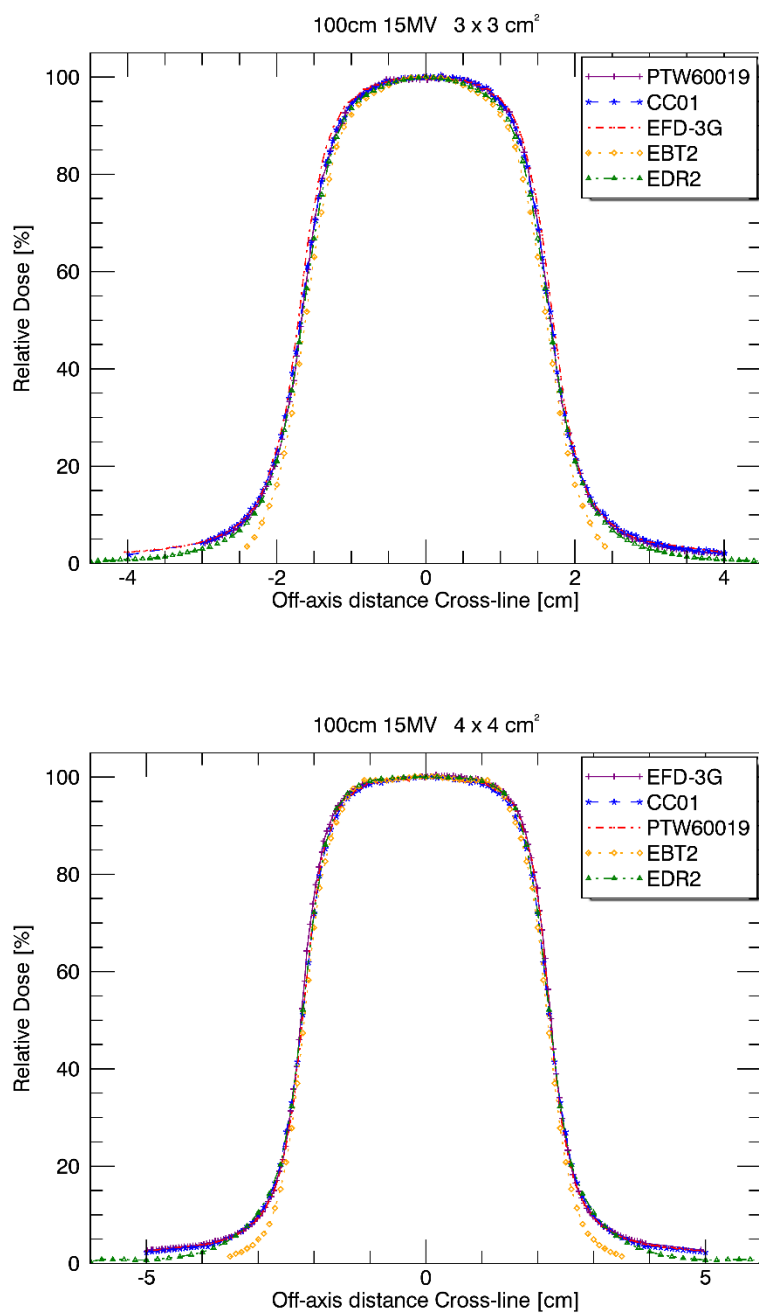 100cm 15MV 3 x 3 cm²
100
80
60
40
20
0
Relative Dose [%]
PTW60019
CC01
EFD-3G
EBT2
EDR2
-4 -2 0 2 4
Off-axis distance Cross-line [cm]
100cm 15MV 4 x 4 cm²
100
80
60
40
20
0
Relative Dose [%]
EFD-3G
CC01
PTW60019
EBT2
EDR2
-5 0 5
Off-axis distance Cross-line [cm]